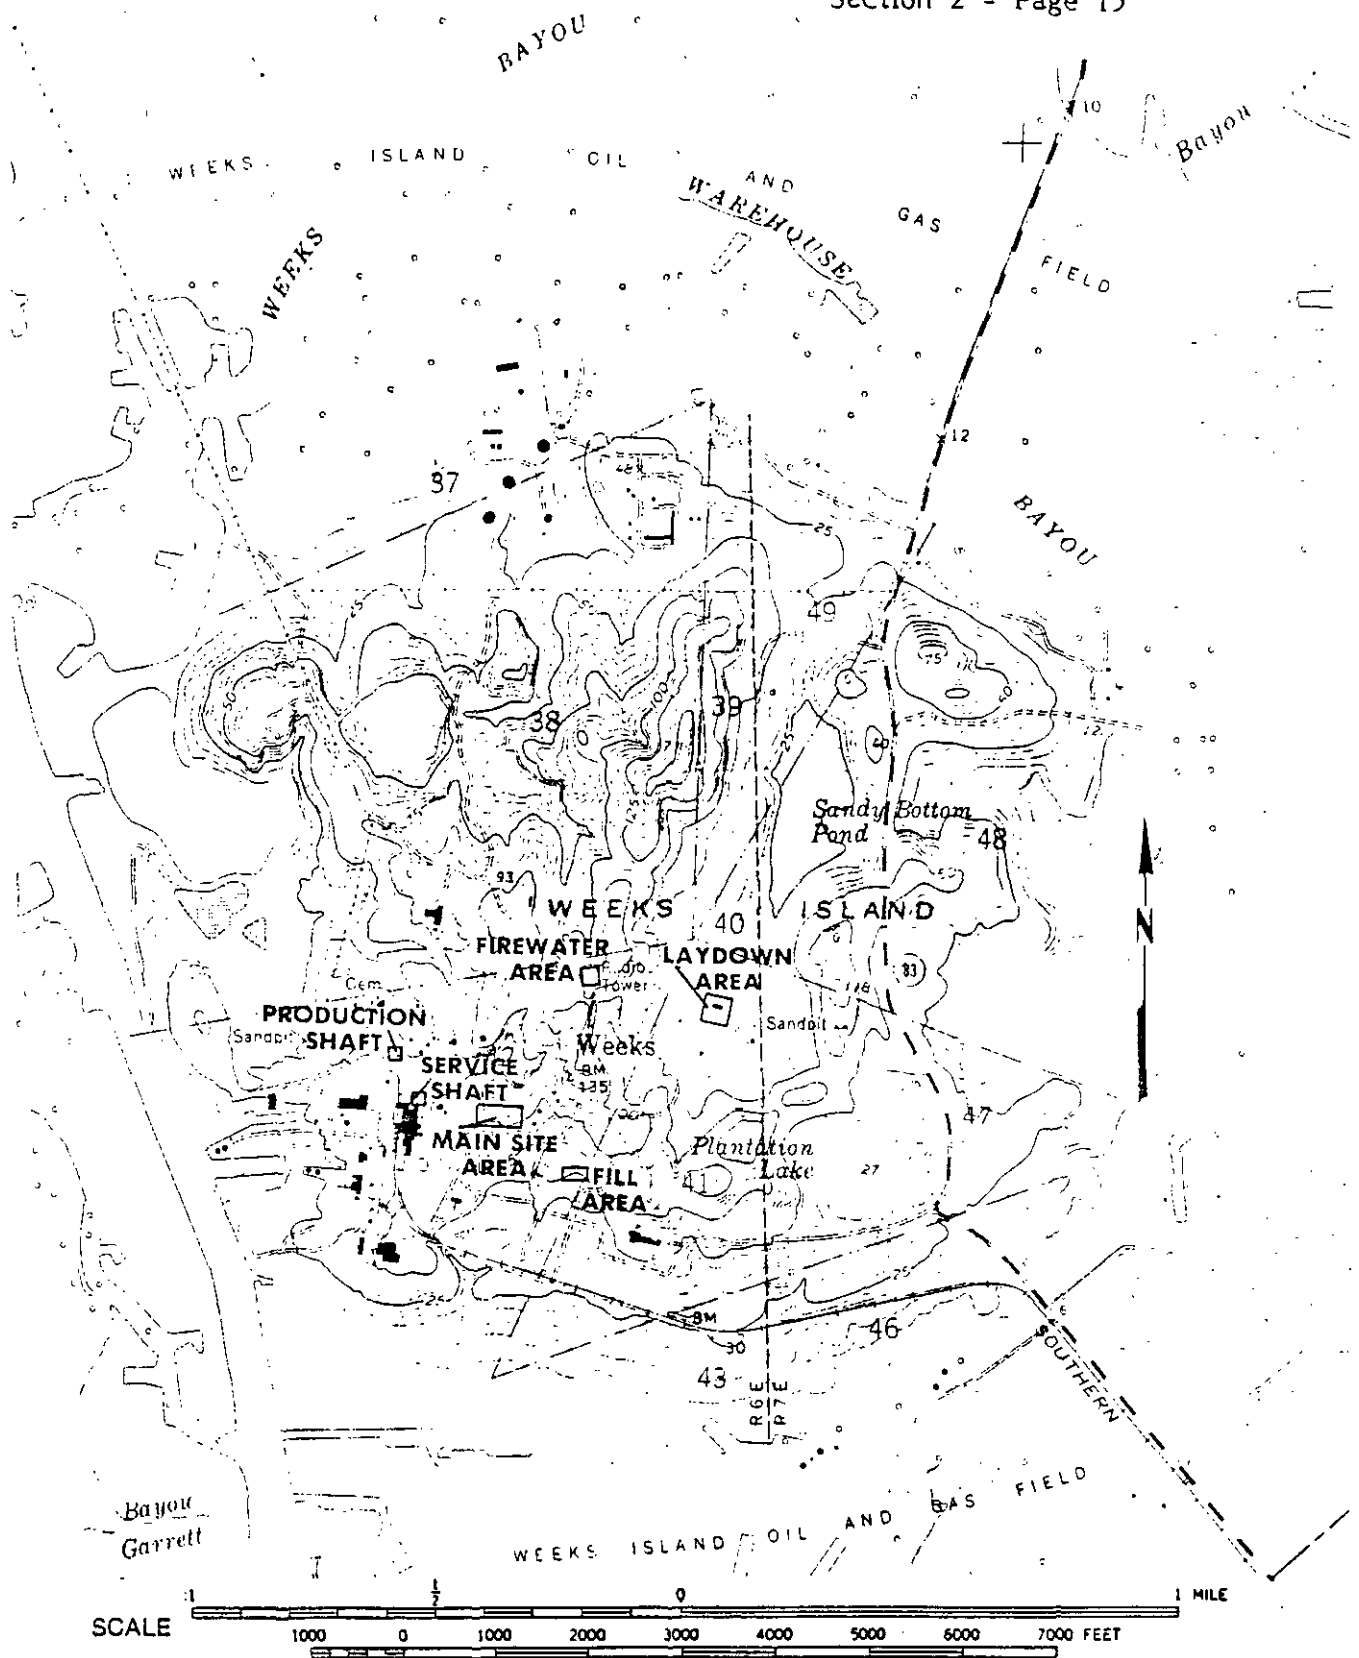 Section 2 - Page 15
BAYOU
10
Bayou
WEEKS ISLAND OIL AND GAS FIELD
WAREHOUSE
WEEKS
12
37
BAYOU
25
49
25
50
75
100
38
39
25
12
125
Sandy Bottom
Pond
48
93
WEEKS ISLAND
40
FIREWATER
AREA
LAYDOWN
AREA
83
Tower
Cem
118
PRODUCTION
SHAFT
Sandpit
Sandpit
Weeks
BM
135
SERVICE
SHAFT
47
MAIN SITE
AREA
Plantation
Lake
27
41
FILL
AREA
25
25
BM
30
46
43
SOUTHERN
R6E
R7E
Bayou
Garrett
WEEKS ISLAND OIL AND GAS FIELD
SCALE
1 1/2 0 1 MILE
1000 0 1000 2000 3000 4000 5000 6000 7000 FEET
N